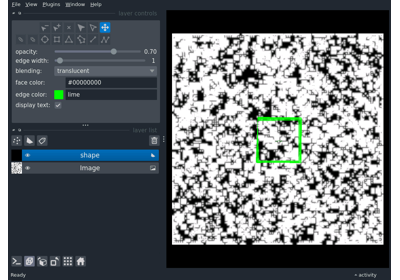 File View Plugins Window Help
layer controls
opacity: 0.70
edge width: 1
blending: translucent
face color: #00000000
edge color: lime
display text:
layer list
shape
Image
Ready
activity